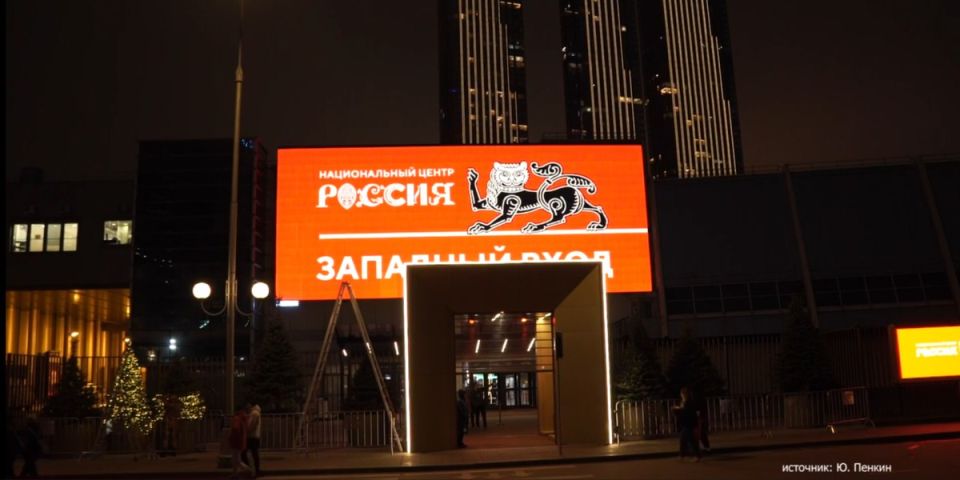 НАЦИОНАЛЬНЫЙ ЦЕНТР
РОССИЯ
ЗАПАДНЫЙ ВХОД
РОССИЯ
источник: Ю. Пенкин